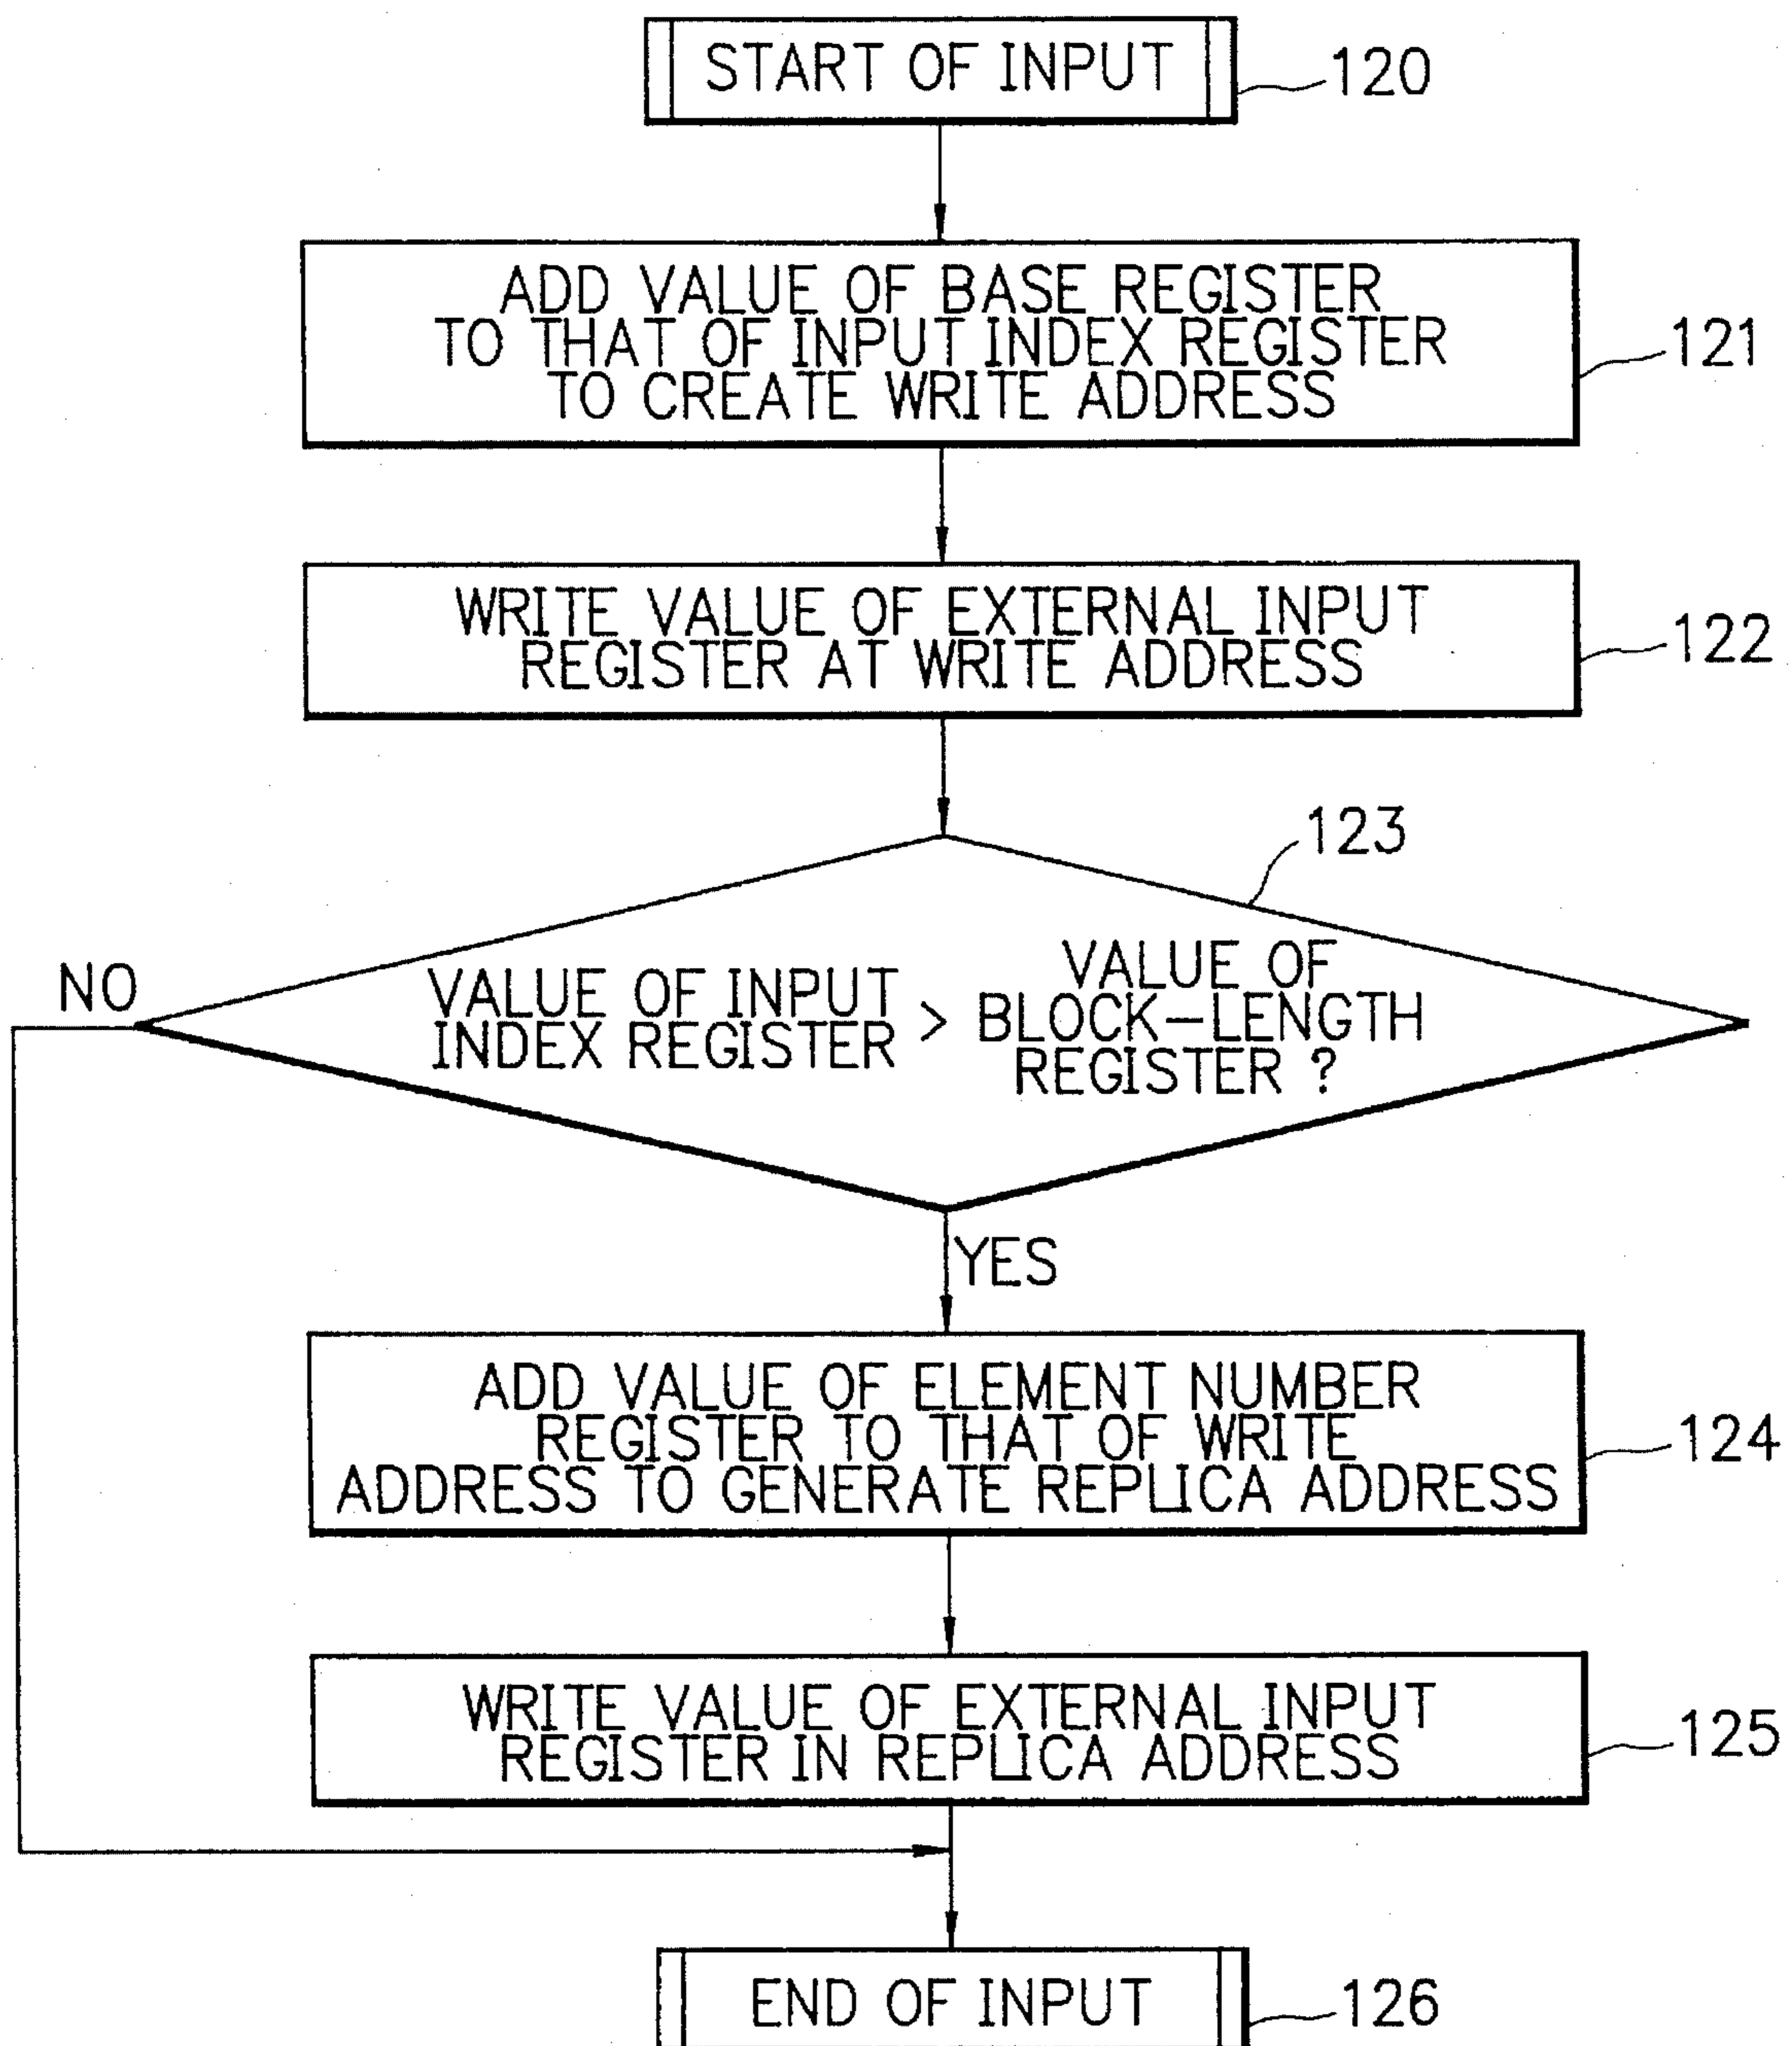 START OF INPUT
120
ADD VALUE OF BASE REGISTER
TO THAT OF INPUT INDEX REGISTER
TO CREATE WRITE ADDRESS
121
WRITE VALUE OF EXTERNAL INPUT
REGISTER AT WRITE ADDRESS
122
123
NO
VALUE OF INPUT
INDEX REGISTER
>
VALUE OF
BLOCK-LENGTH
REGISTER ?
YES
ADD VALUE OF ELEMENT NUMBER
REGISTER TO THAT OF WRITE
ADDRESS TO GENERATE REPLICA ADDRESS
124
WRITE VALUE OF EXTERNAL INPUT
REGISTER IN REPLICA ADDRESS
125
END OF INPUT
126